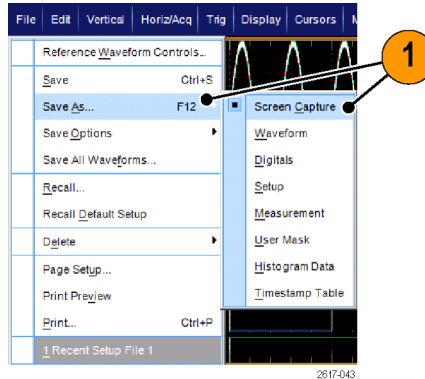 File Edit Vertical Horiz/Acq Trig Display Cursors
Reference Waveform Controls...
Save Ctrl+S
Save As... F12
Save Options
Save All Waveforms...
Recall...
Recall Default Setup
Delete
Page Setup...
Print Preview
Print... Ctrl+P
1 Recent Setup File 1
Screen Capture
Waveform
Digitals
Setup
Measurement
User Mask
Histogram Data
Timestamp Table
1
2617-043